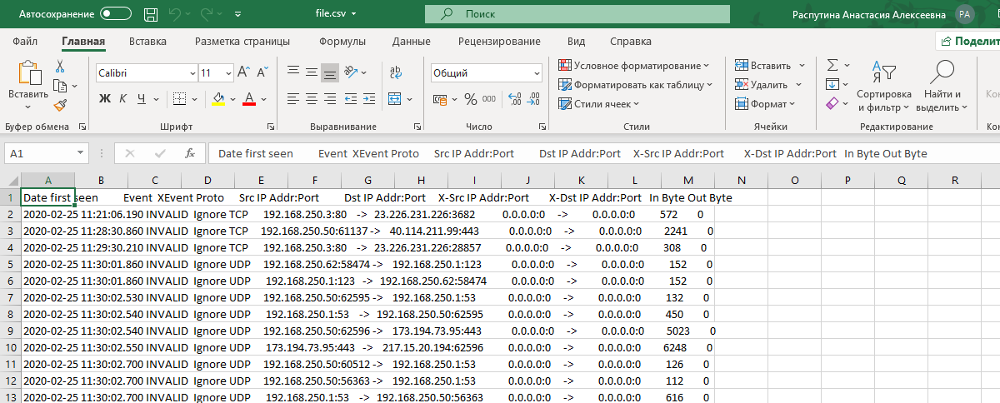 Автосохранение file.csv Поиск Распутина Анастасия Алексеевна РА
Файл Главная Вставка Разметка страницы Формулы Данные Рецензирование Вид Справка
Вставить Calibri 11 Общий Условное форматирование Вставить
Форматировать как таблицу Удалить Сортировка и фильтр Найти и выделить
Ж К Ч % 000 Стили ячеек Формат
Буфер обмена Шрифт Выравнивание Число Стили Ячейки Редактирование
A1 fx Date first seen Event XEvent Proto Src IP Addr:Port Dst IP Addr:Port X-Src IP Addr:Port X-Dst IP Addr:Port In Byte Out Byte
A B C D E F G H I J K L M N O P Q R
1 Date first seen Event XEvent Proto Src IP Addr:Port Dst IP Addr:Port X-Src IP Addr:Port X-Dst IP Addr:Port In Byte Out Byte
2 2020-02-25 11:21:06.190 INVALID Ignore TCP 192.168.250.3:80 -> 23.226.231.226:3682 0.0.0.0:0 -> 0.0.0.0:0 572 0
3 2020-02-25 11:28:30.860 INVALID Ignore TCP 192.168.250.50:61137 -> 40.114.211.99:443 0.0.0.0:0 -> 0.0.0.0:0 2241 0
4 2020-02-25 11:29:30.210 INVALID Ignore TCP 192.168.250.3:80 -> 23.226.231.226:28857 0.0.0.0:0 -> 0.0.0.0:0 308 0
5 2020-02-25 11:30:01.860 INVALID Ignore UDP 192.168.250.62:58474 -> 192.168.250.1:123 0.0.0.0:0 -> 0.0.0.0:0 152 0
6 2020-02-25 11:30:01.860 INVALID Ignore UDP 192.168.250.1:123 -> 192.168.250.62:58474 0.0.0.0:0 -> 0.0.0.0:0 152 0
7 2020-02-25 11:30:02.530 INVALID Ignore UDP 192.168.250.50:62595 -> 192.168.250.1:53 0.0.0.0:0 -> 0.0.0.0:0 132 0
8 2020-02-25 11:30:02.540 INVALID Ignore UDP 192.168.250.1:53 -> 192.168.250.50:62595 0.0.0.0:0 -> 0.0.0.0:0 450 0
9 2020-02-25 11:30:02.540 INVALID Ignore UDP 192.168.250.50:62596 -> 173.194.73.95:443 0.0.0.0:0 -> 0.0.0.0:0 5023 0
10 2020-02-25 11:30:02.550 INVALID Ignore UDP 173.194.73.95:443 -> 217.15.20.194:62596 0.0.0.0:0 -> 0.0.0.0:0 6248 0
11 2020-02-25 11:30:02.700 INVALID Ignore UDP 192.168.250.50:60512 -> 192.168.250.1:53 0.0.0.0:0 -> 0.0.0.0:0 126 0
12 2020-02-25 11:30:02.700 INVALID Ignore UDP 192.168.250.50:56363 -> 192.168.250.1:53 0.0.0.0:0 -> 0.0.0.0:0 112 0
13 2020-02-25 11:30:02.700 INVALID Ignore UDP 192.168.250.1:53 -> 192.168.250.50:56363 0.0.0.0:0 -> 0.0.0.0:0 616 0